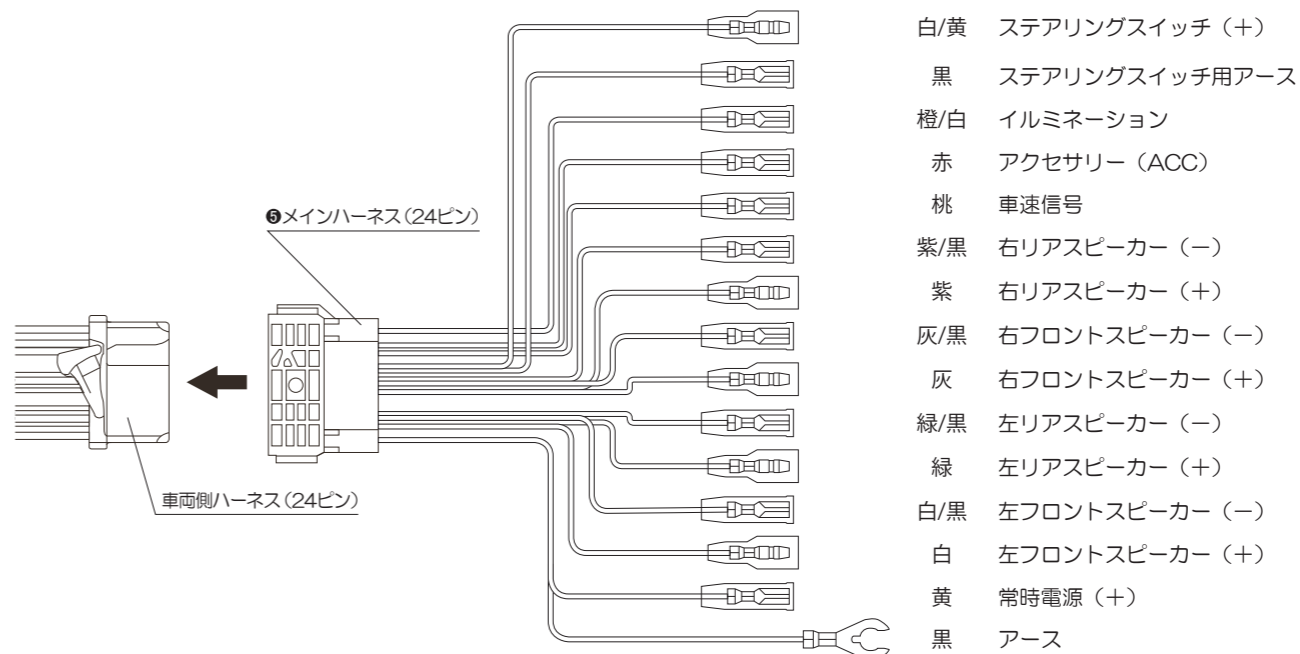 白/黄 ステアリングスイッチ（＋）
黒 ステアリングスイッチ用アース
橙/白 イルミネーション
赤 アクセサリー（ACC）
桃 車速信号
❺メインハーネス（24ピン）
紫/黒 右リアスピーカー（－）
紫 右リアスピーカー（＋）
灰/黒 右フロントスピーカー（－）
灰 右フロントスピーカー（＋）
緑/黒 左リアスピーカー（－）
緑 左リアスピーカー（＋）
車両側ハーネス（24ピン）
白/黒 左フロントスピーカー（－）
白 左フロントスピーカー（＋）
黄 常時電源（＋）
黒 アース